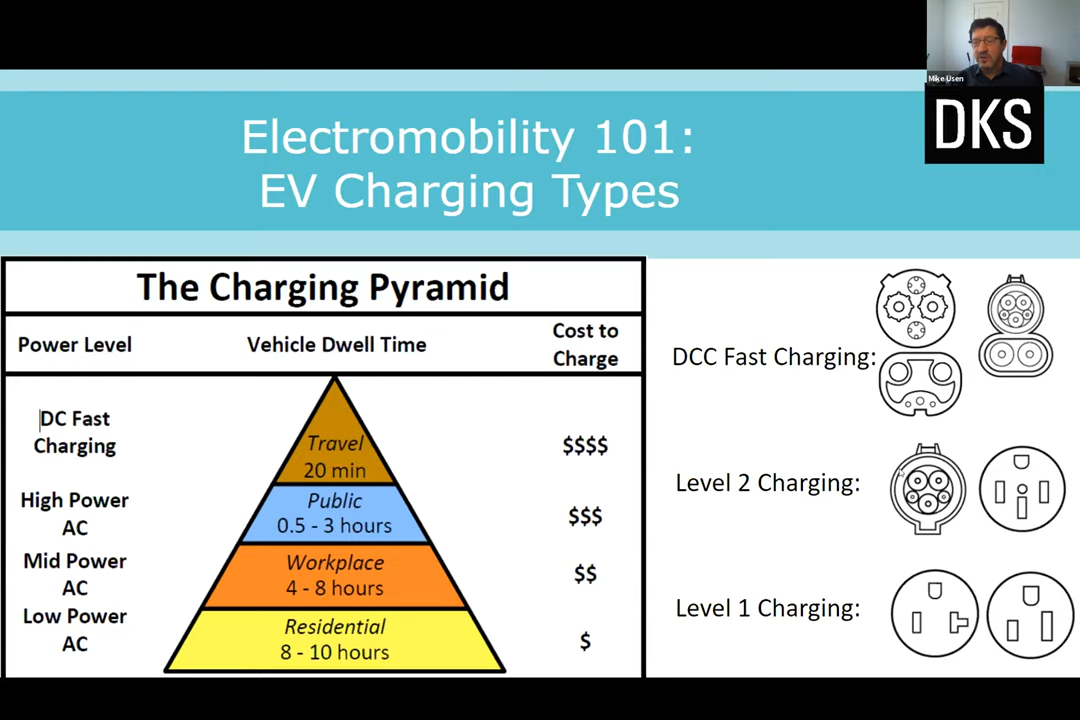 Mike Usen
DKS
Electromobility 101:
EV Charging Types
The Charging Pyramid
Power Level
Vehicle Dwell Time
Cost to
Charge
DC Fast
Charging
Travel
20 min
$$$$
High Power
AC
Public
0.5 - 3 hours
$$$
Mid Power
AC
Workplace
4 - 8 hours
$$
Low Power
AC
Residential
8 - 10 hours
$
DCC Fast Charging:
Level 2 Charging:
Level 1 Charging: